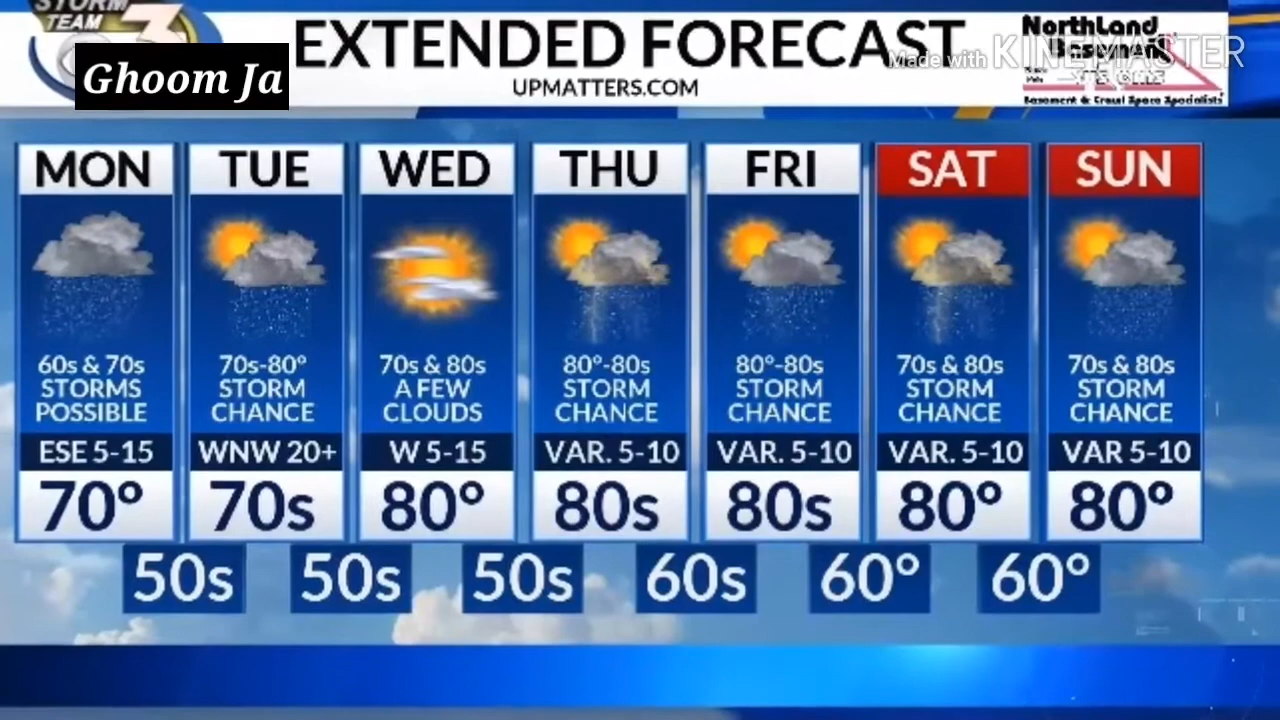 STORM
TEAM
3
Ghoom Ja
EXTENDED FORECAST
UPMATTERS.COM
Made with KINEMASTER
NorthLand
Basement
Basement & Crawl Space Specialists
MON TUE WED THU FRI SAT SUN
60s & 70s
STORMS
POSSIBLE
ESE 5-15
70°
70s-80°
STORM
CHANCE
WNW 20+
70s
70s & 80s
A FEW
CLOUDS
W 5-15
80°
80°-80s
STORM
CHANCE
VAR. 5-10
80s
80°-80s
STORM
CHANCE
VAR. 5-10
80s
70s & 80s
STORM
CHANCE
VAR. 5-10
80°
70s & 80s
STORM
CHANCE
VAR 5-10
80°
50s 50s 50s 60s 60° 60°